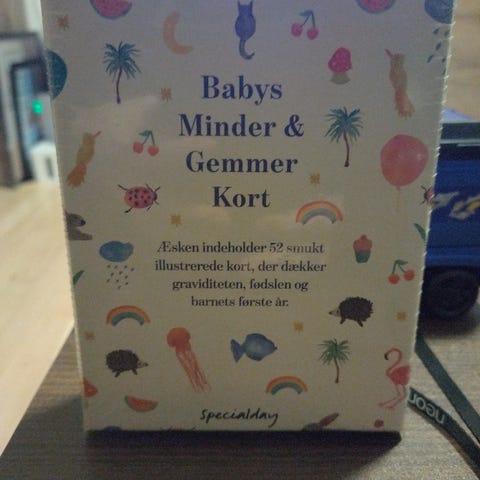 Babys
Minder &
Gemmer
Kort
Æsken indeholder 52 smukt
illustrerede kort, der dækker
graviditeten, fødslen og
barnets første år.
Specialday
neon